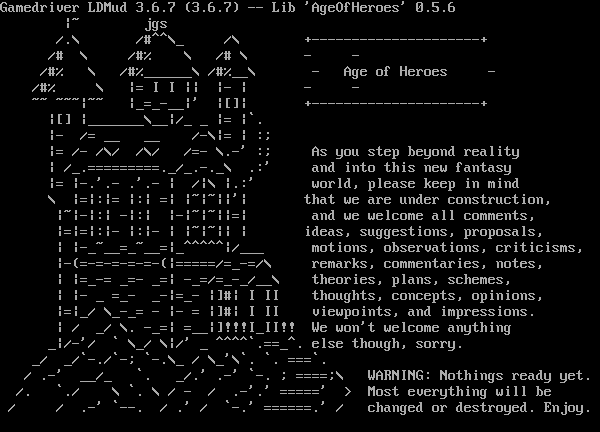 Gamedriver LDMud 3.6.7 (3.6.7) -- Lib 'AgeOfHeroes' 0.5.6
jgs
Age of Heroes
As you step beyond reality
and into this new fantasy
world, please keep in mind
that we are under construction,
and we welcome all comments,
ideas, suggestions, proposals,
motions, observations, criticisms,
remarks, commentaries, notes,
theories, plans, schemes,
thoughts, concepts, opinions,
viewpoints, and impressions.
We won't welcome anything
else though, sorry.
WARNING: Nothings ready yet.
Most everything will be
changed or destroyed. Enjoy.